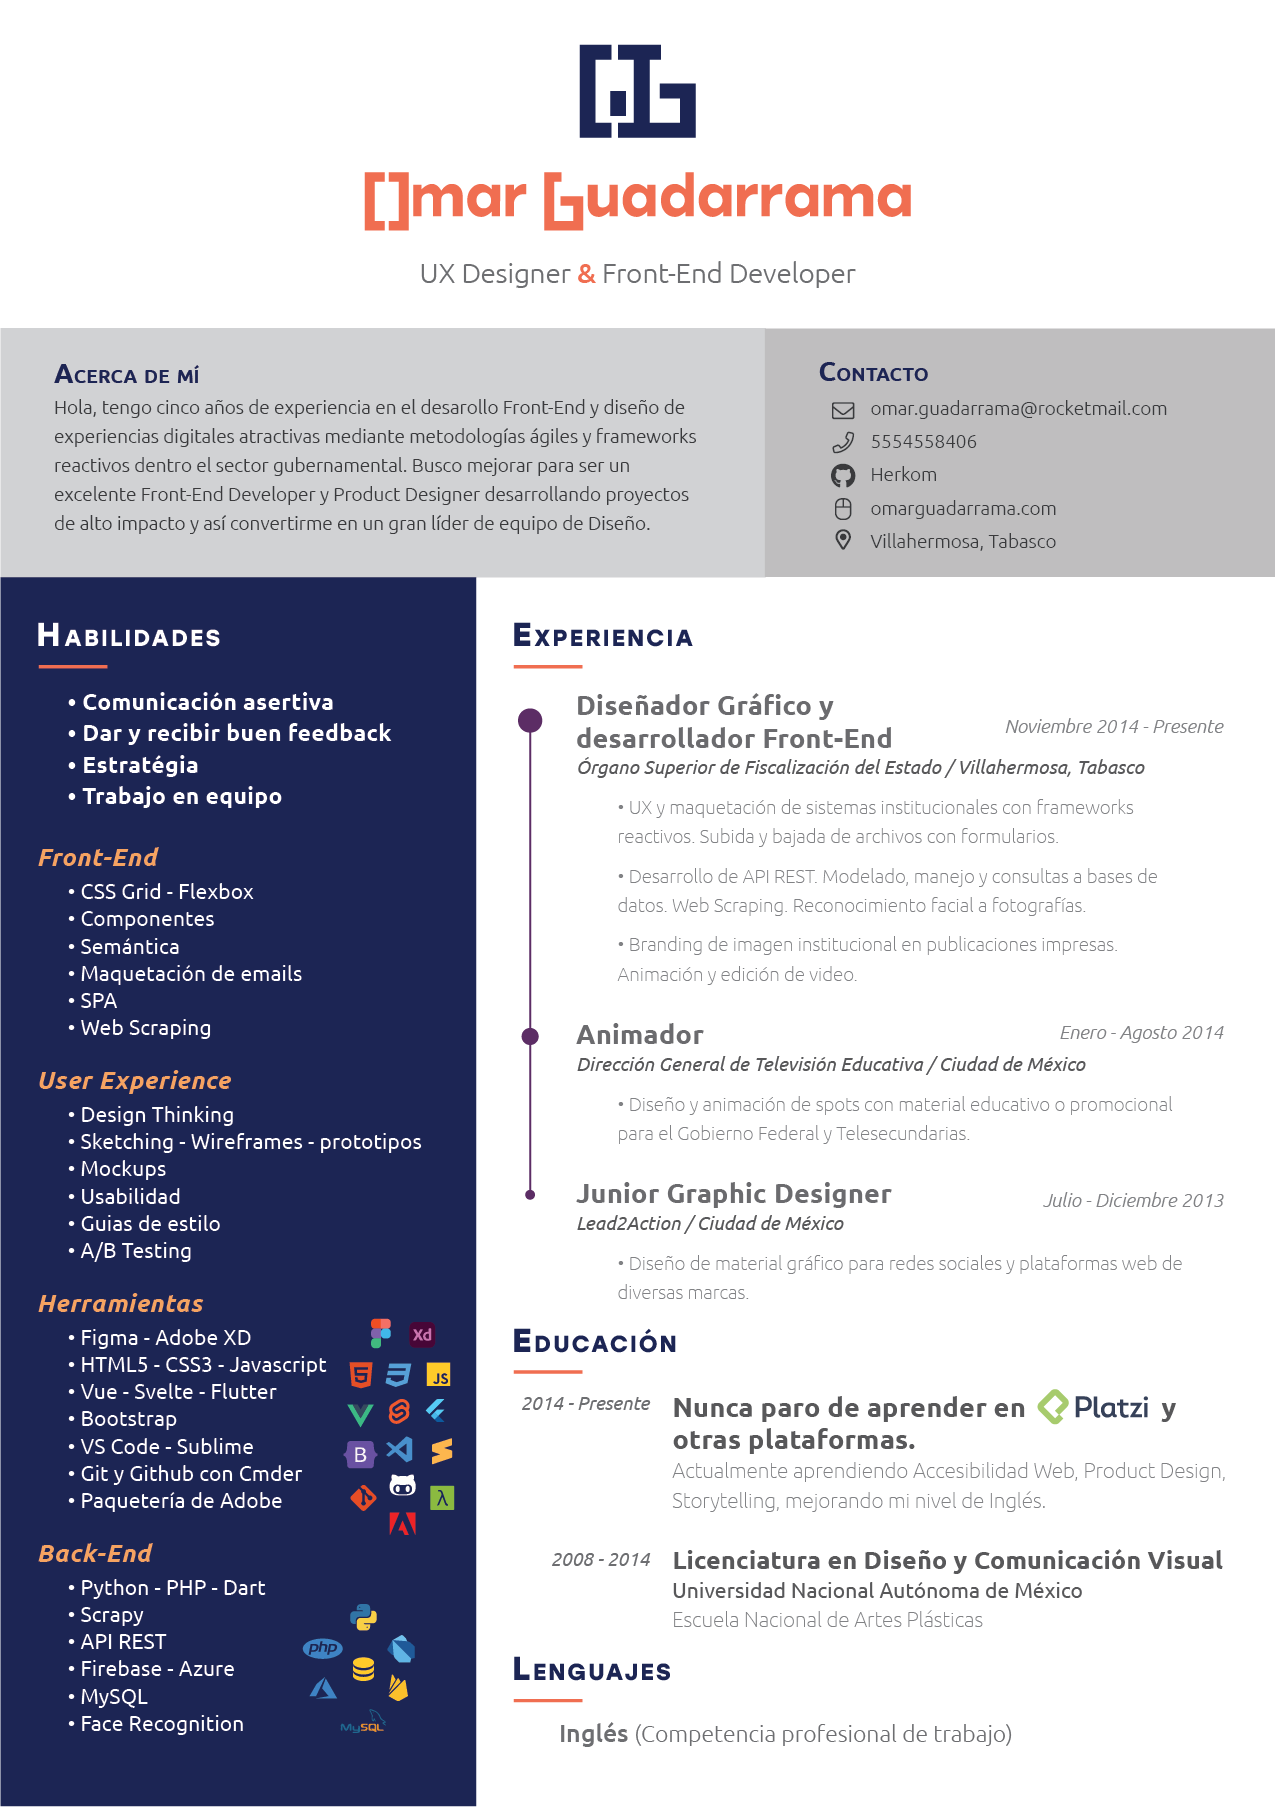 Omar Guadarrama
UX Designer & Front-End Developer
Acerca de mí
Hola, tengo cinco años de experiencia en el desarollo Front-End y diseño de
experiencias digitales atractivas mediante metodologías ágiles y frameworks
reactivos dentro el sector gubernamental. Busco mejorar para ser un
excelente Front-End Developer y Product Designer desarrollando proyectos
de alto impacto y así convertirme en un gran líder de equipo de Diseño.
Contacto
omar.guadarrama@rocketmail.com
5554558406
Herkom
omarguadarrama.com
Villahermosa, Tabasco
Habilidades
• Comunicación asertiva
• Dar y recibir buen feedback
• Estratégia
• Trabajo en equipo
Front-End
• CSS Grid - Flexbox
• Componentes
• Semántica
• Maquetación de emails
• SPA
• Web Scraping
User Experience
• Design Thinking
• Sketching - Wireframes - prototipos
• Mockups
• Usabilidad
• Guias de estilo
• A/B Testing
Herramientas
• Figma - Adobe XD
Xd
• HTML5 - CSS3 - Javascript
5 3 JS
• Vue - Svelte - Flutter
• Bootstrap
• VS Code - Sublime
B
• Git y Github con Cmder
λ
• Paquetería de Adobe
Back-End
• Python - PHP - Dart
• Scrapy
• API REST
php
• Firebase - Azure
• MySQL
• Face Recognition
MySQL
Experiencia
Diseñador Gráfico y
desarrollador Front-End
Noviembre 2014 - Presente
Órgano Superior de Fiscalización del Estado / Villahermosa, Tabasco
• UX y maquetación de sistemas institucionales con frameworks
reactivos. Subida y bajada de archivos con formularios.
• Desarrollo de API REST. Modelado, manejo y consultas a bases de
datos. Web Scraping. Reconocimiento facial a fotografías.
• Branding de imagen institucional en publicaciones impresas.
Animación y edición de video.
Animador
Enero - Agosto 2014
Dirección General de Televisión Educativa / Ciudad de México
• Diseño y animación de spots con material educativo o promocional
para el Gobierno Federal y Telesecundarias.
Junior Graphic Designer
Julio - Diciembre 2013
Lead2Action / Ciudad de México
• Diseño de material gráfico para redes sociales y plataformas web de
diversas marcas.
Educación
2014 - Presente
Nunca paro de aprender en Platzi y
otras plataformas.
Actualmente aprendiendo Accesibilidad Web, Product Design,
Storytelling, mejorando mi nivel de Inglés.
2008 - 2014
Licenciatura en Diseño y Comunicación Visual
Universidad Nacional Autónoma de México
Escuela Nacional de Artes Plásticas
Lenguajes
Inglés (Competencia profesional de trabajo)